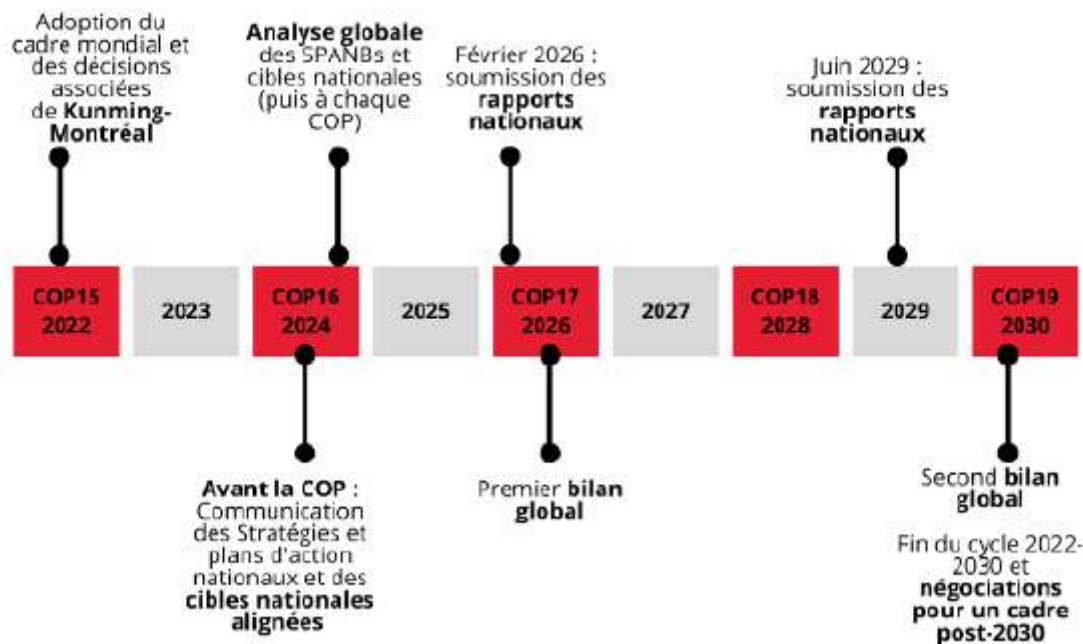 Adoption du
cadre mondial et
des décisions
associées
de Kunming-
Montréal
Analyse globale
des SPANBs et
cibles nationales
(puis à chaque
COP)
Février 2026 :
soumission des
rapports
nationaux
Juin 2029 :
soumission des
rapports
nationaux
COP15
2022
2023
COP16
2024
2025
COP17
2026
2027
COP18
2028
2029
COP19
2030
Avant la COP :
Communication
des Stratégies et
plans d'action
nationaux et des
cibles nationales
alignées
Premier bilan
global
Second bilan
global
Fin du cycle 2022-
2030 et
négociations
pour un cadre
post-2030